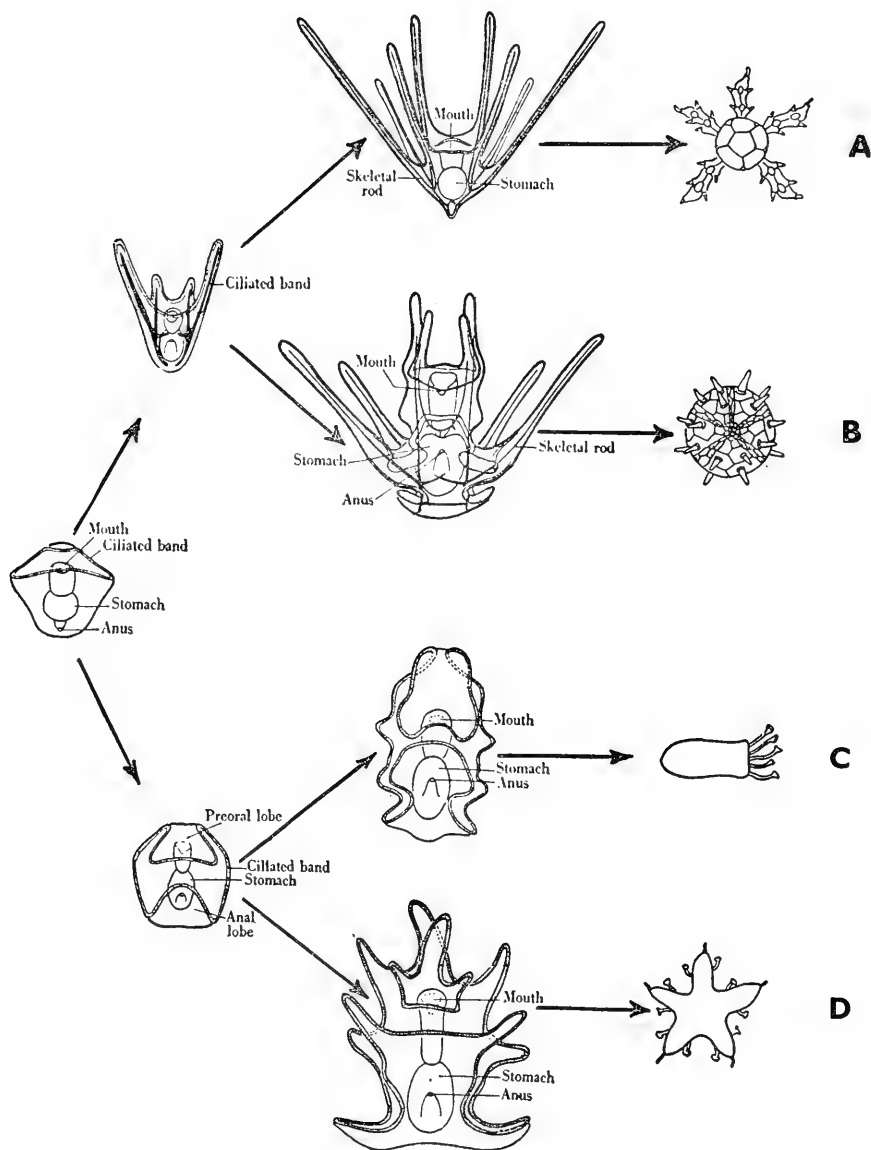 Mouth
Skeletal
rod
Stomach
A
Ciliated band
Mouth
Stomach
Skeletal rod
Anus
B
Mouth
Ciliated band
Stomach
Anus
Mouth
Stomach
Anus
C
Preoral lobe
Ciliated band
Stomach
Anal
lobe
Mouth
Stomach
Anus
D